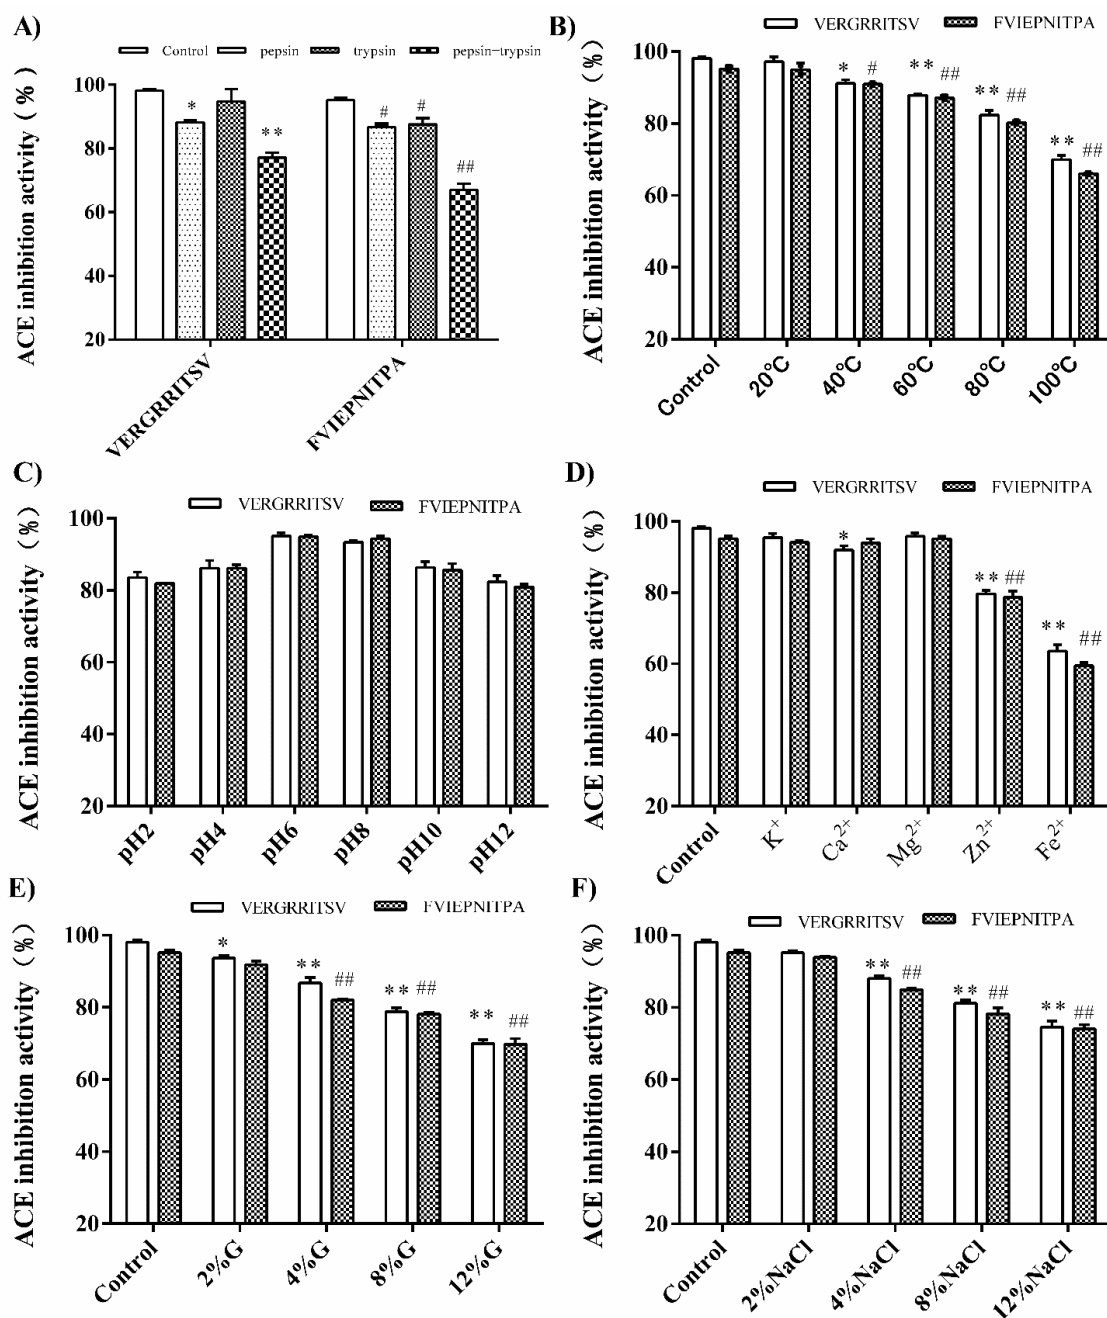 A)
Control pepsin trypsin pepsin-trypsin
ACE inhibition activity (%)
100
80
60
40
20
*
**
#
#
##
VERGRRITSV
FVIEPNITPA
B)
VERGRRITSV FVIEPNITPA
ACE inhibition activity (%)
100
80
60
40
20
* # ** ## ** ## ** ##
Control 20°C 40°C 60°C 80°C 100°C
C)
VERGRRITSV FVIEPNITPA
ACE inhibition activity (%)
100
80
60
40
20
pH2 pH4 pH6 pH8 pH10 pH12
D)
VERGRRITSV FVIEPNITPA
ACE inhibition activity (%)
100
80
60
40
20
* ** ## ** ##
Control K⁺ Ca²⁺ Mg²⁺ Zn²⁺ Fe²⁺
E)
VERGRRITSV FVIEPNITPA
ACE inhibition activity (%)
100
80
60
40
20
* ** ## ** ## ** ##
Control 2%G 4%G 8%G 12%G
F)
VERGRRITSV FVIEPNITPA
ACE inhibition activity (%)
100
80
60
40
20
** ## ** ## ** ##
Control 2%NaCl 4%NaCl 8%NaCl 12%NaCl